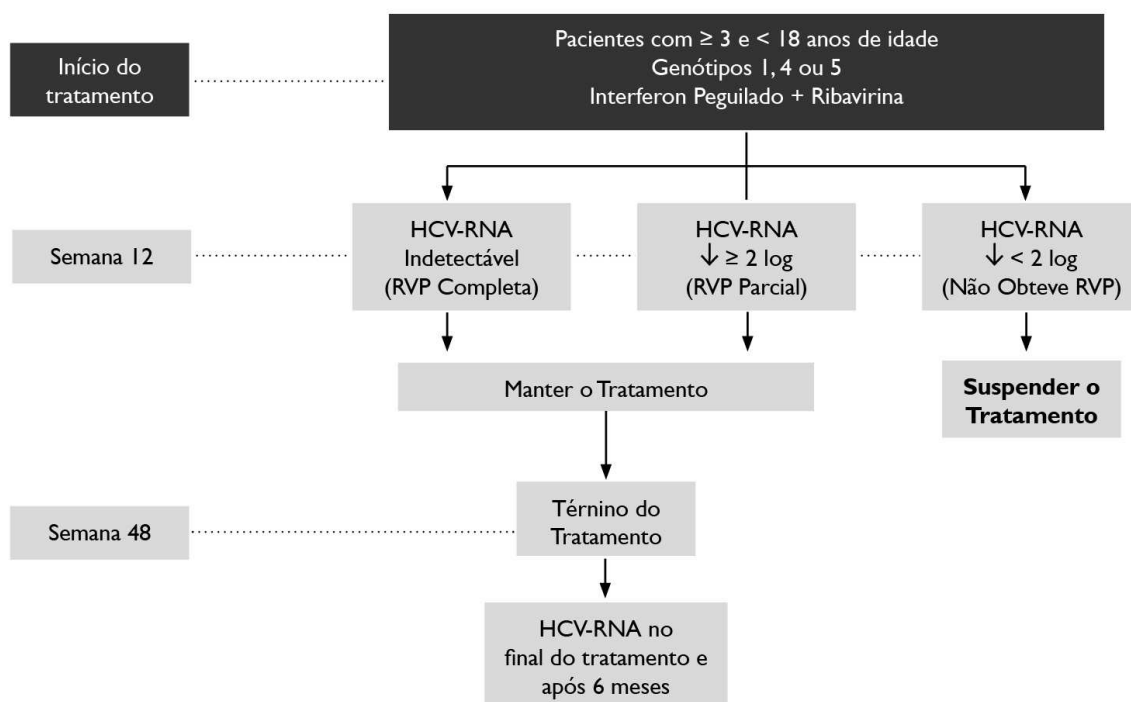 Início do
tratamento
Pacientes com ≥ 3 e < 18 anos de idade
Genótipos 1, 4 ou 5
Interferon Peguilado + Ribavirina
Semana 12
HCV-RNA
Indetectável
(RVP Completa)
HCV-RNA
↓ ≥ 2 log
(RVP Parcial)
HCV-RNA
↓ < 2 log
(Não Obteve RVP)
Manter o Tratamento
Suspender o
Tratamento
Semana 48
Térnino do
Tratamento
HCV-RNA no
final do tratamento e
após 6 meses